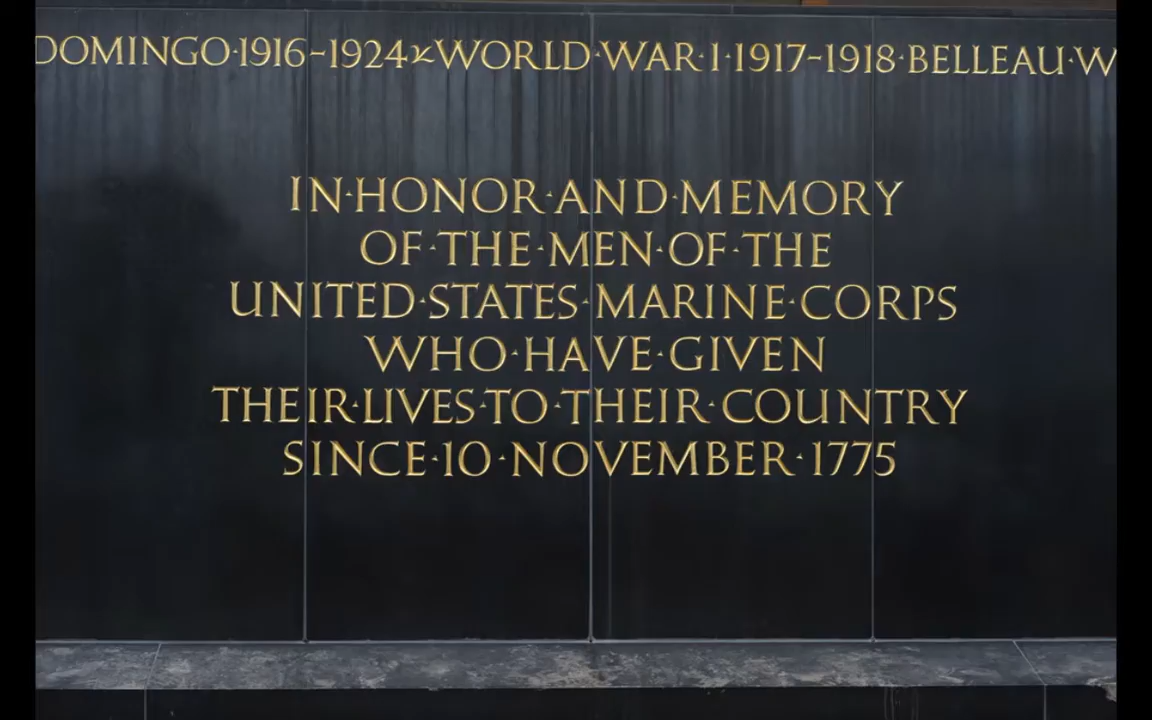 DOMINGO·1916–1924☆WORLD·WAR·I·1917–1918·BELLEAU·W
IN·HONOR·AND·MEMORY
OF·THE·MEN·OF·THE
UNITED·STATES·MARINE·CORPS
WHO·HAVE·GIVEN
THEIR·LIVES·TO·THEIR·COUNTRY
SINCE·10·NOVEMBER·1775